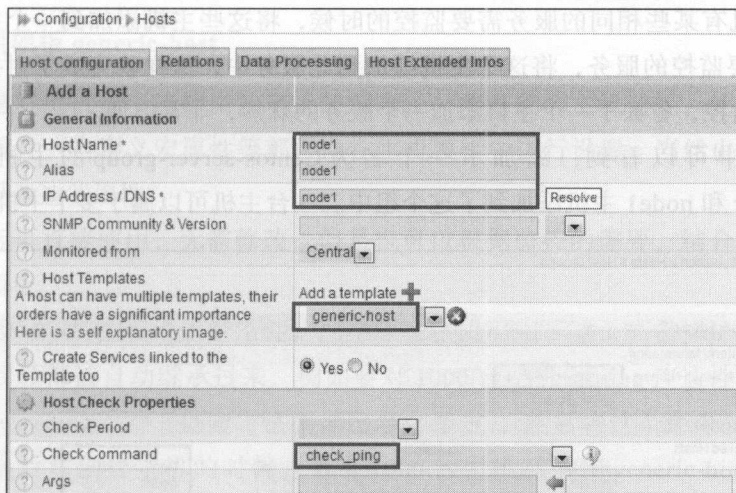 Configuration Hosts
Host Configuration Relations Data Processing Host Extended Infos
Add a Host
General Information
Host Name * node1
Alias node1
IP Address / DNS * node1 Resolve
SNMP Community & Version
Monitored from Central
Host Templates
A host can have multiple templates, their
orders have a significant importance
Here is a self explanatory image.
Add a template
generic-host
Create Services linked to the
Template too
Yes No
Host Check Properties
Check Period
Check Command check_ping
Args